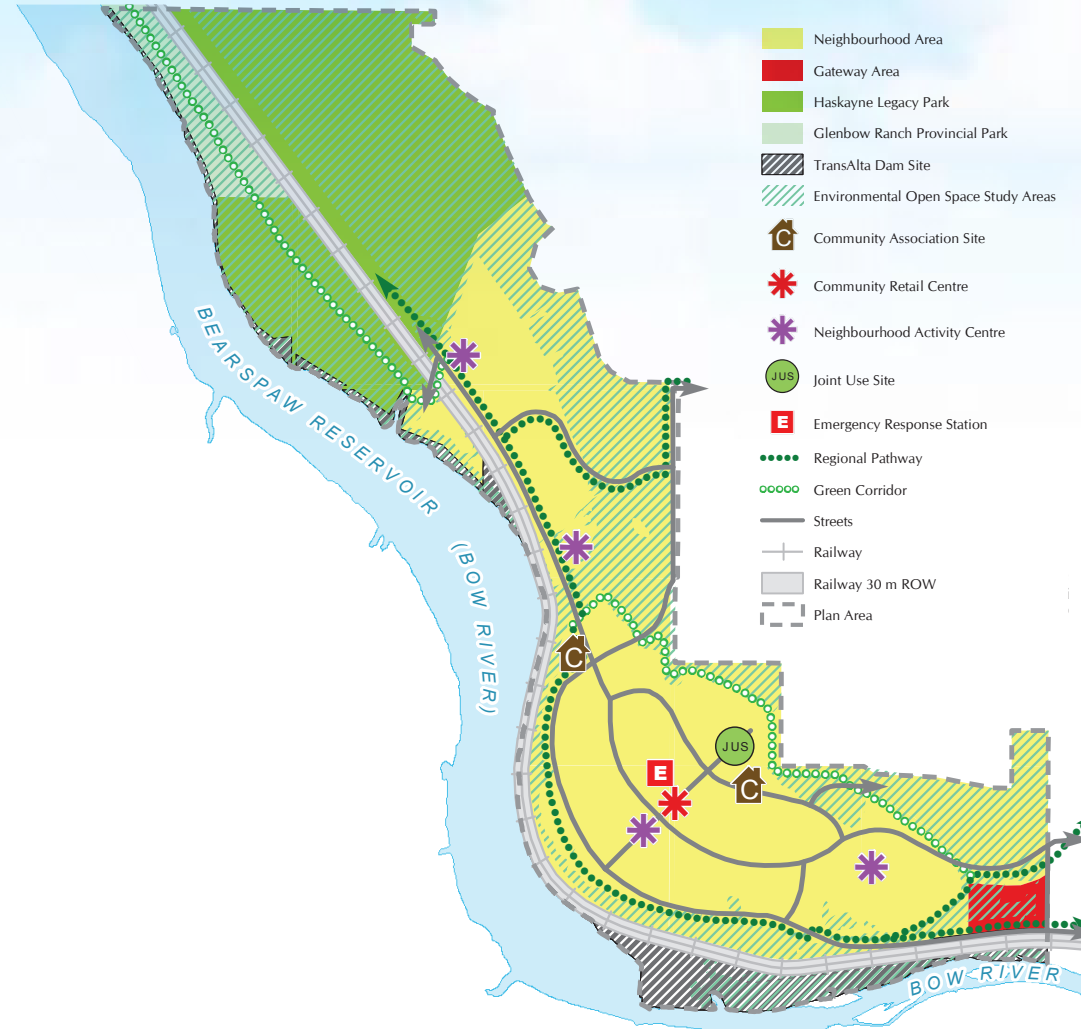 Neighbourhood Area
Gateway Area
Haskayne Legacy Park
Glenbow Ranch Provincial Park
TransAlta Dam Site
Environmental Open Space Study Areas
C
Community Association Site
Community Retail Centre
Neighbourhood Activity Centre
JUS
Joint Use Site
E
Emergency Response Station
Regional Pathway
Green Corridor
Streets
Railway
Railway 30 m ROW
Plan Area
BEARSPAW RESERVOIR
(BOW RIVER)
C
JUS
E
C
BOW RIVER